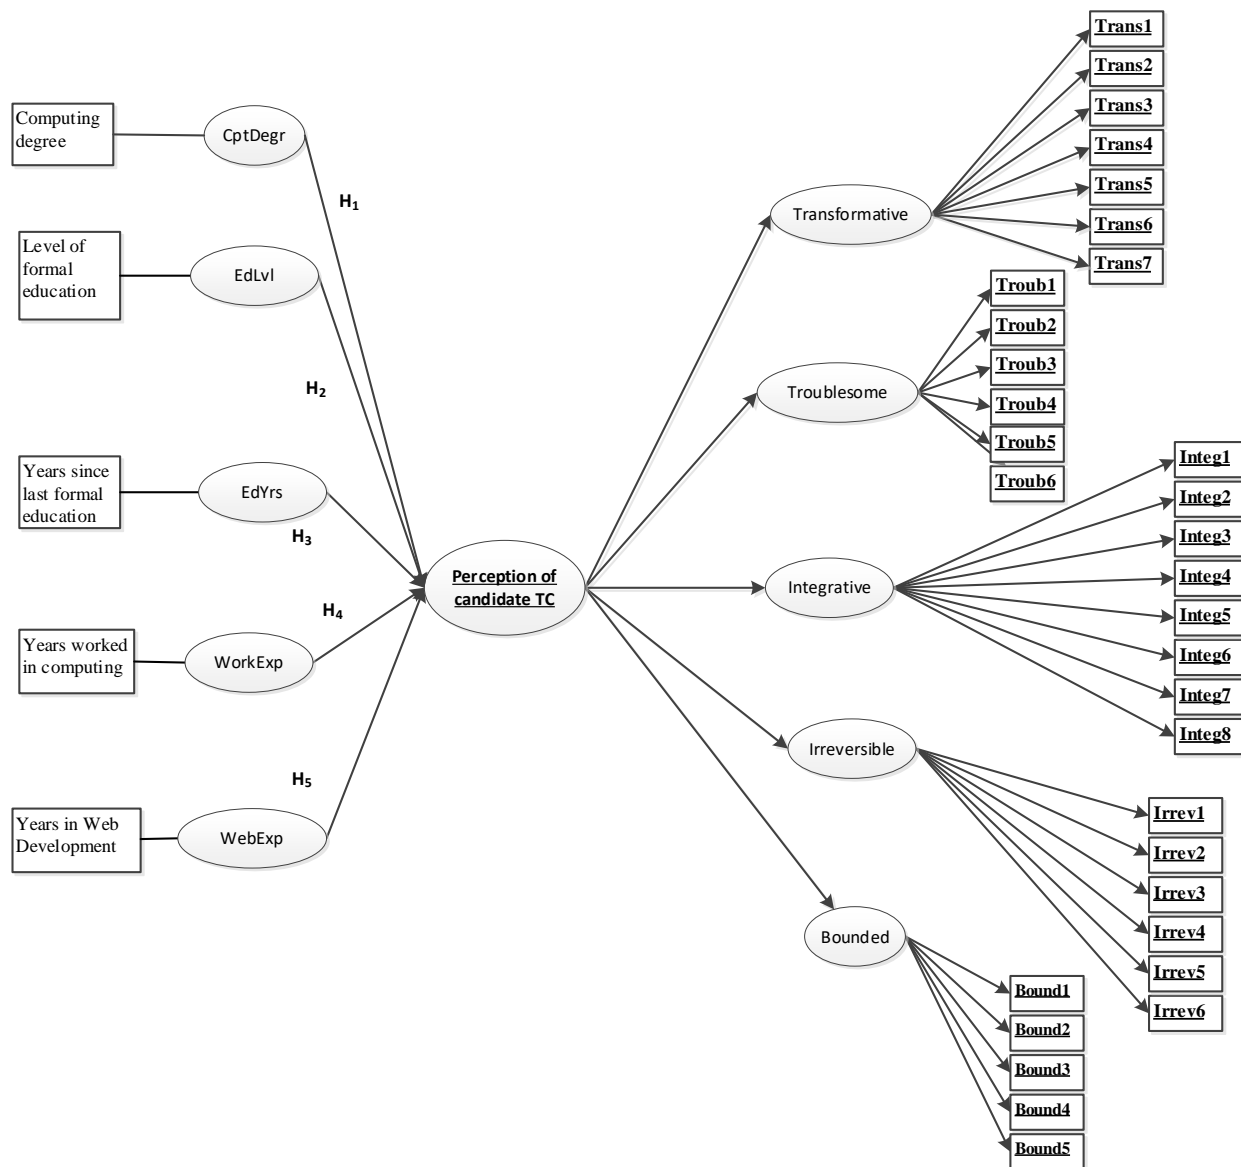 Computing
degree
CptDegr
H1
Level of
formal
education
EdLvl
H2
Years since
last formal
education
EdYrs
H3
Years worked
in computing
WorkExp
H4
Years in Web
Development
WebExp
H5
Perception of
candidate TC
Transformative
Trans1
Trans2
Trans3
Trans4
Trans5
Trans6
Trans7
Troublesome
Troub1
Troub2
Troub3
Troub4
Troub5
Troub6
Integrative
Integ1
Integ2
Integ3
Integ4
Integ5
Integ6
Integ7
Integ8
Irreversible
Irrev1
Irrev2
Irrev3
Irrev4
Irrev5
Irrev6
Bounded
Bound1
Bound2
Bound3
Bound4
Bound5